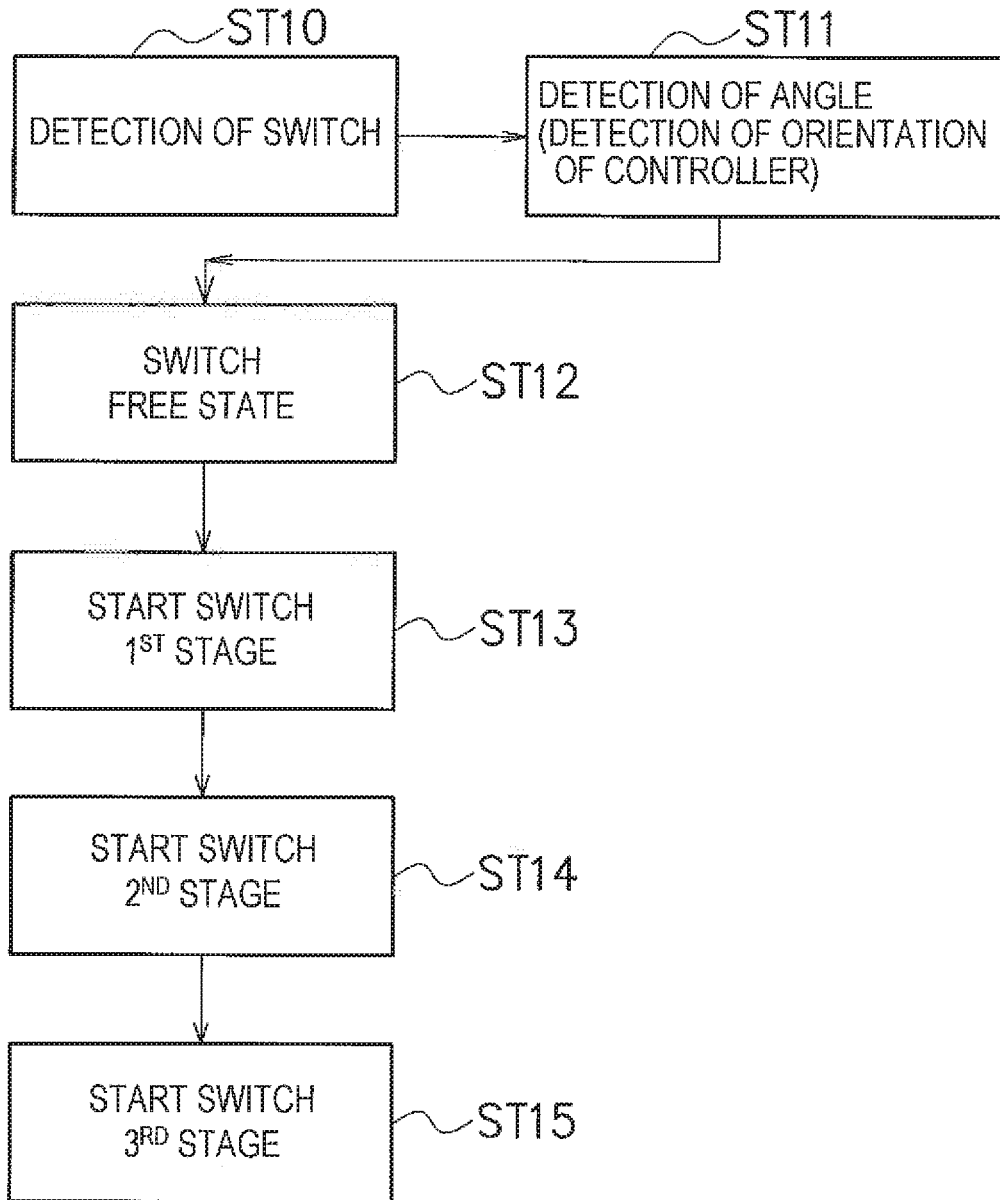 ST10
DETECTION OF SWITCH
ST11
DETECTION OF ANGLE
(DETECTION OF ORIENTATION
OF CONTROLLER)
SWITCH
FREE STATE
ST12
START SWITCH
1ST STAGE
ST13
START SWITCH
2ND STAGE
ST14
START SWITCH
3RD STAGE
ST15